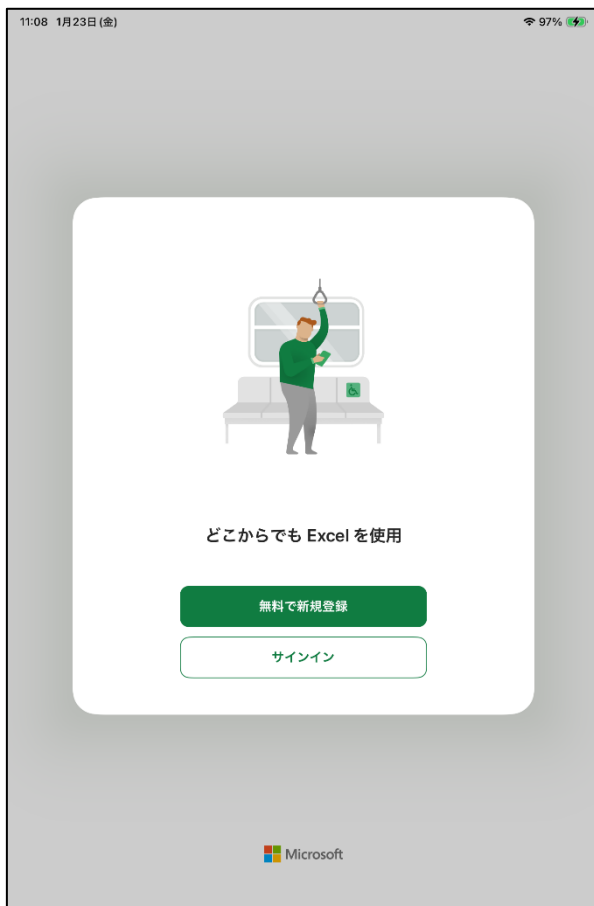 11:08 1月23日(金)
97%
どこからでも Excel を使用
無料で新規登録
サインイン
Microsoft